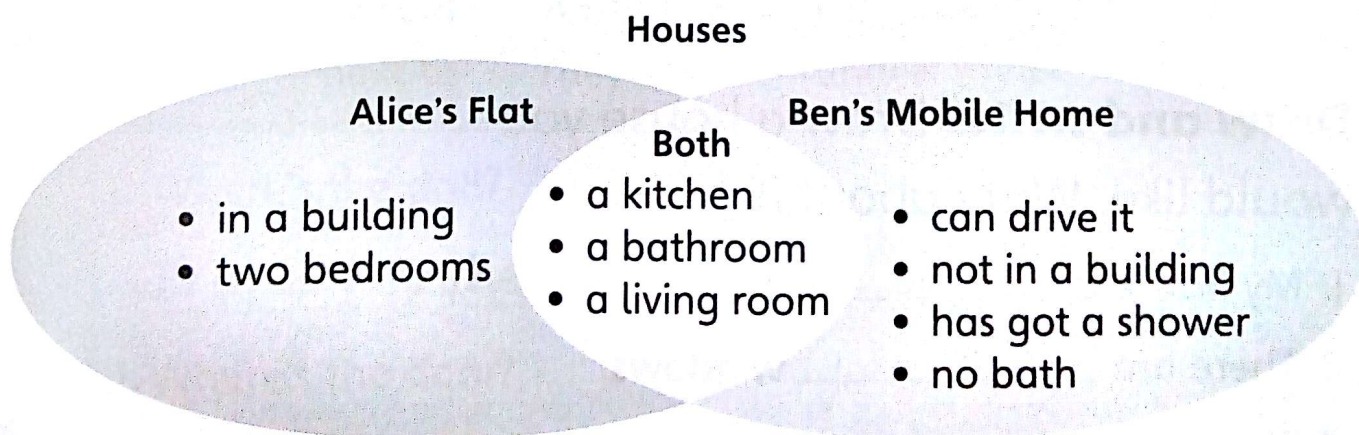 Houses
Alice's Flat
• in a building
• two bedrooms
Both
• a kitchen
• a bathroom
• a living room
Ben's Mobile Home
• can drive it
• not in a building
• has got a shower
• no bath